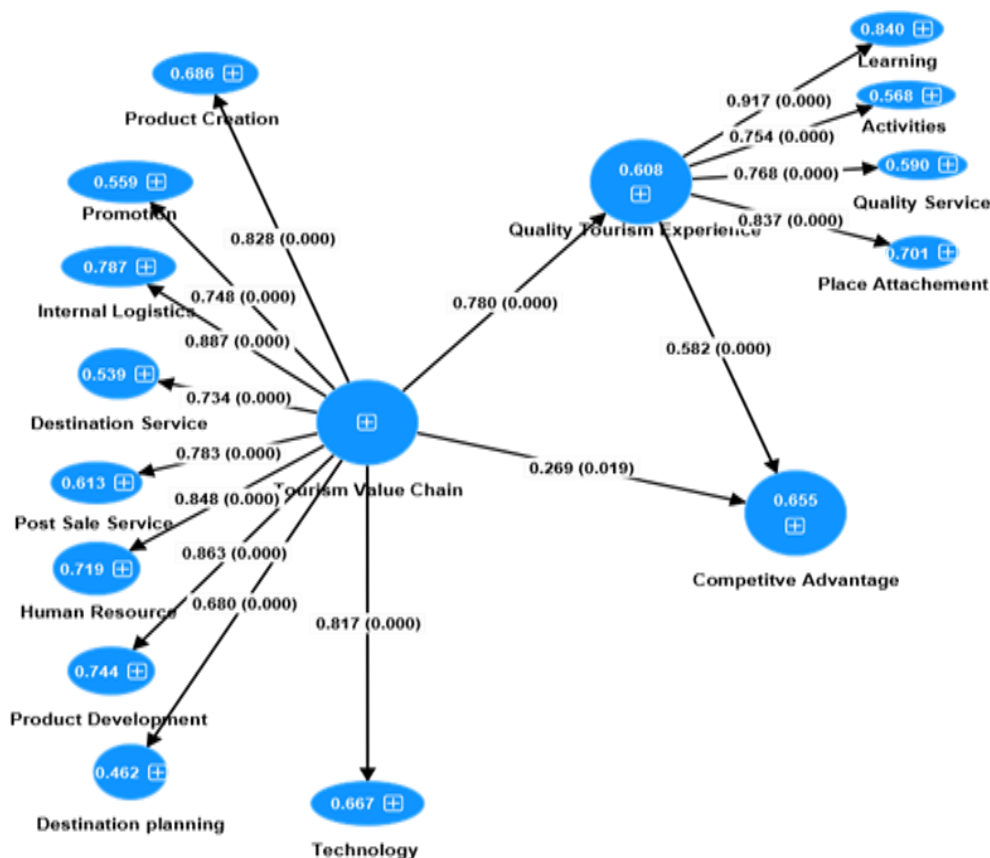 0.840
Learning
0.686
0.917 (0.000)
0.568
Product Creation
0.754 (0.000)
Activities
0.608
0.768 (0.000)
0.590
0.559
Quality Service
Promotion
0.837 (0.000)
Quality Tourism Experience
0.828 (0.000)
0.701
0.787
Place Attachement
0.748 (0.000)
0.780 (0.000)
Internal Logistics
0.887 (0.000)
0.582 (0.000)
0.539
0.734 (0.000)
Destination Service
0.783 (0.000)
0.269 (0.019)
0.613
Tourism Value Chain
0.848 (0.000)
0.655
Post Sale Service
0.863 (0.000)
0.719
Competitve Advantage
0.680 (0.000)
Human Resource
0.817 (0.000)
0.744
Product Development
0.462
0.667
Destination planning
Technology